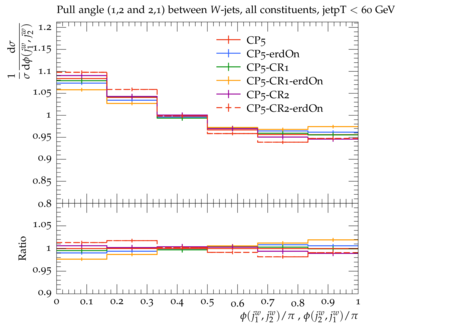 Pull angle (1,2 and 2,1) between W-jets, all constituents, jetpT < 60 GeV
1/σ dσ/dϕ(j₁ʷ, j₂ʷ)
1.2
1.15
1.1
1.05
1
0.95
0.9
0.85
0.8
CP5
CP5-erdOn
CP5-CR1
CP5-CR1-erdOn
CP5-CR2
CP5-CR2-erdOn
Ratio
1.05
1
0.95
0.9
0 0.1 0.2 0.3 0.4 0.5 0.6 0.7 0.8 0.9 1
ϕ(j₁ʷ, j₂ʷ)/π , ϕ(j₂ʷ, j₁ʷ)/π